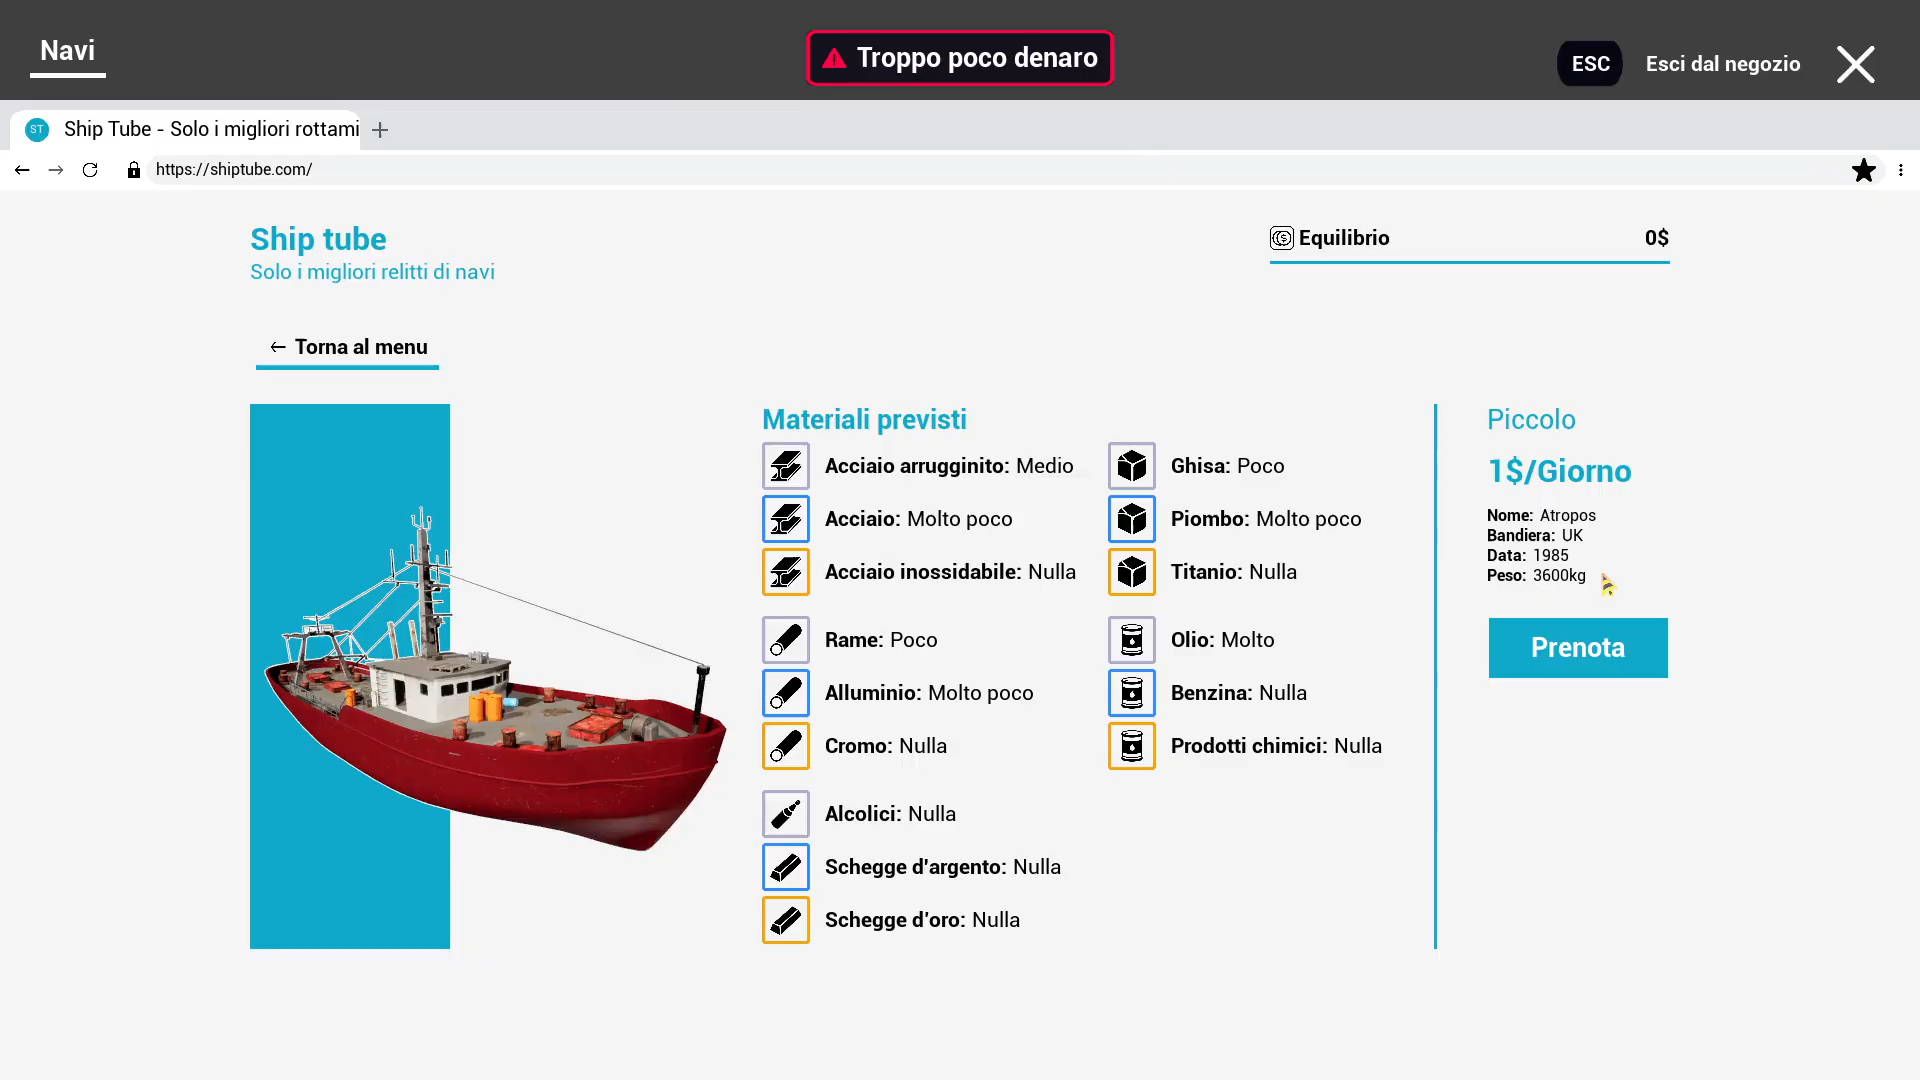 Navi
Troppo poco denaro
ESC
Esci dal negozio
ST
Ship Tube - Solo i migliori rottami
https://shiptube.com/
Ship tube
Solo i migliori relitti di navi
Equilibrio
0$
← Torna al menu
Materiali previsti
Acciaio arrugginito: Medio
Acciaio: Molto poco
Acciaio inossidabile: Nulla
Rame: Poco
Alluminio: Molto poco
Cromo: Nulla
Alcolici: Nulla
Schegge d'argento: Nulla
Schegge d'oro: Nulla
Ghisa: Poco
Piombo: Molto poco
Titanio: Nulla
Olio: Molto
Benzina: Nulla
Prodotti chimici: Nulla
Piccolo
1$/Giorno
Nome: Atropos
Bandiera: UK
Data: 1985
Peso: 3600kg
Prenota